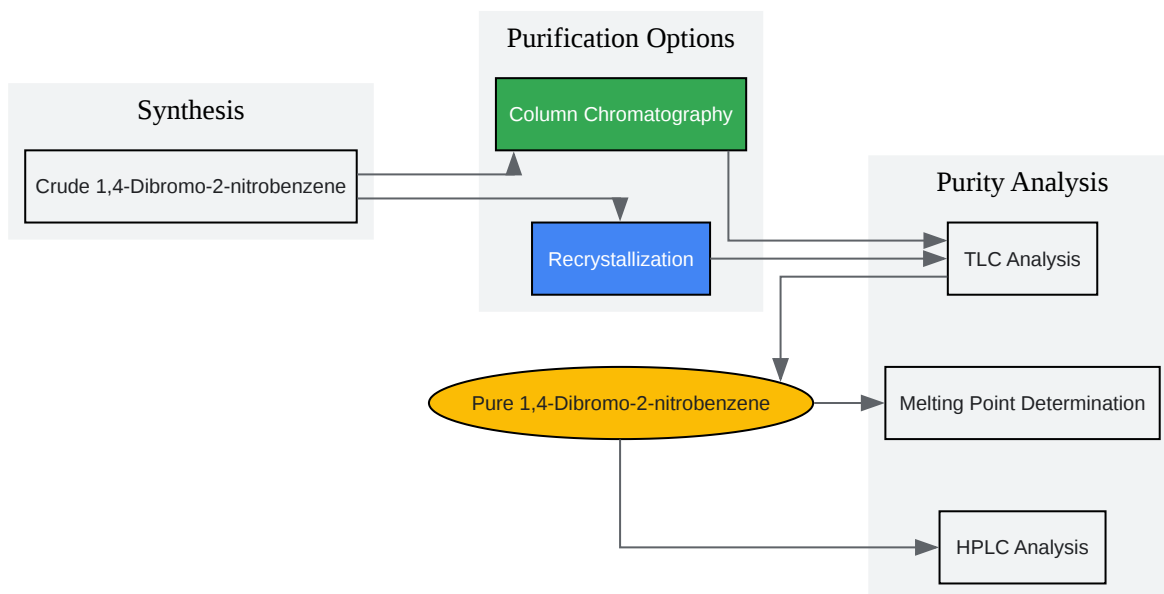 Synthesis
Crude 1,4-Dibromo-2-nitrobenzene
Purification Options
Column Chromatography
Recrystallization
Purity Analysis
TLC Analysis
Pure 1,4-Dibromo-2-nitrobenzene
Melting Point Determination
HPLC Analysis